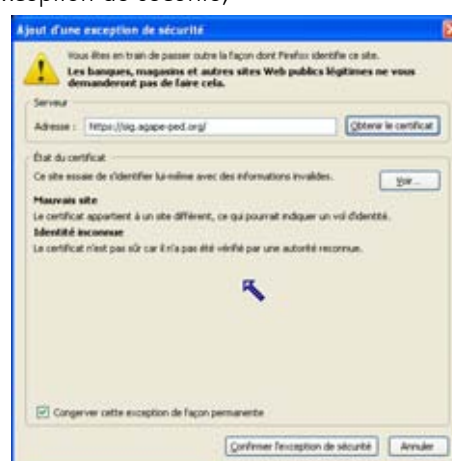 Ajout d'une exception de sécurité
Vous êtes en train de passer outre la façon dont Firefox identifie ce site.
Les banques, magasins et autres sites Web publics légitimes ne vous
demanderont pas de faire cela.
Serveur
Adresse : https://sig.agape-ped.org/ Obtenir le certificat
État du certificat
Ce site essaie de s'identifier lui-même avec des informations invalides. Voir...
Mauvais site
Le certificat appartient à un site différent, ce qui pourrait indiquer un vol d'identité.
Identité inconnue
Le certificat n'est pas sûr car il n'a pas été vérifié par une autorité reconnue.
Conserver cette exception de façon permanente
Confirmer l'exception de sécurité Annuler